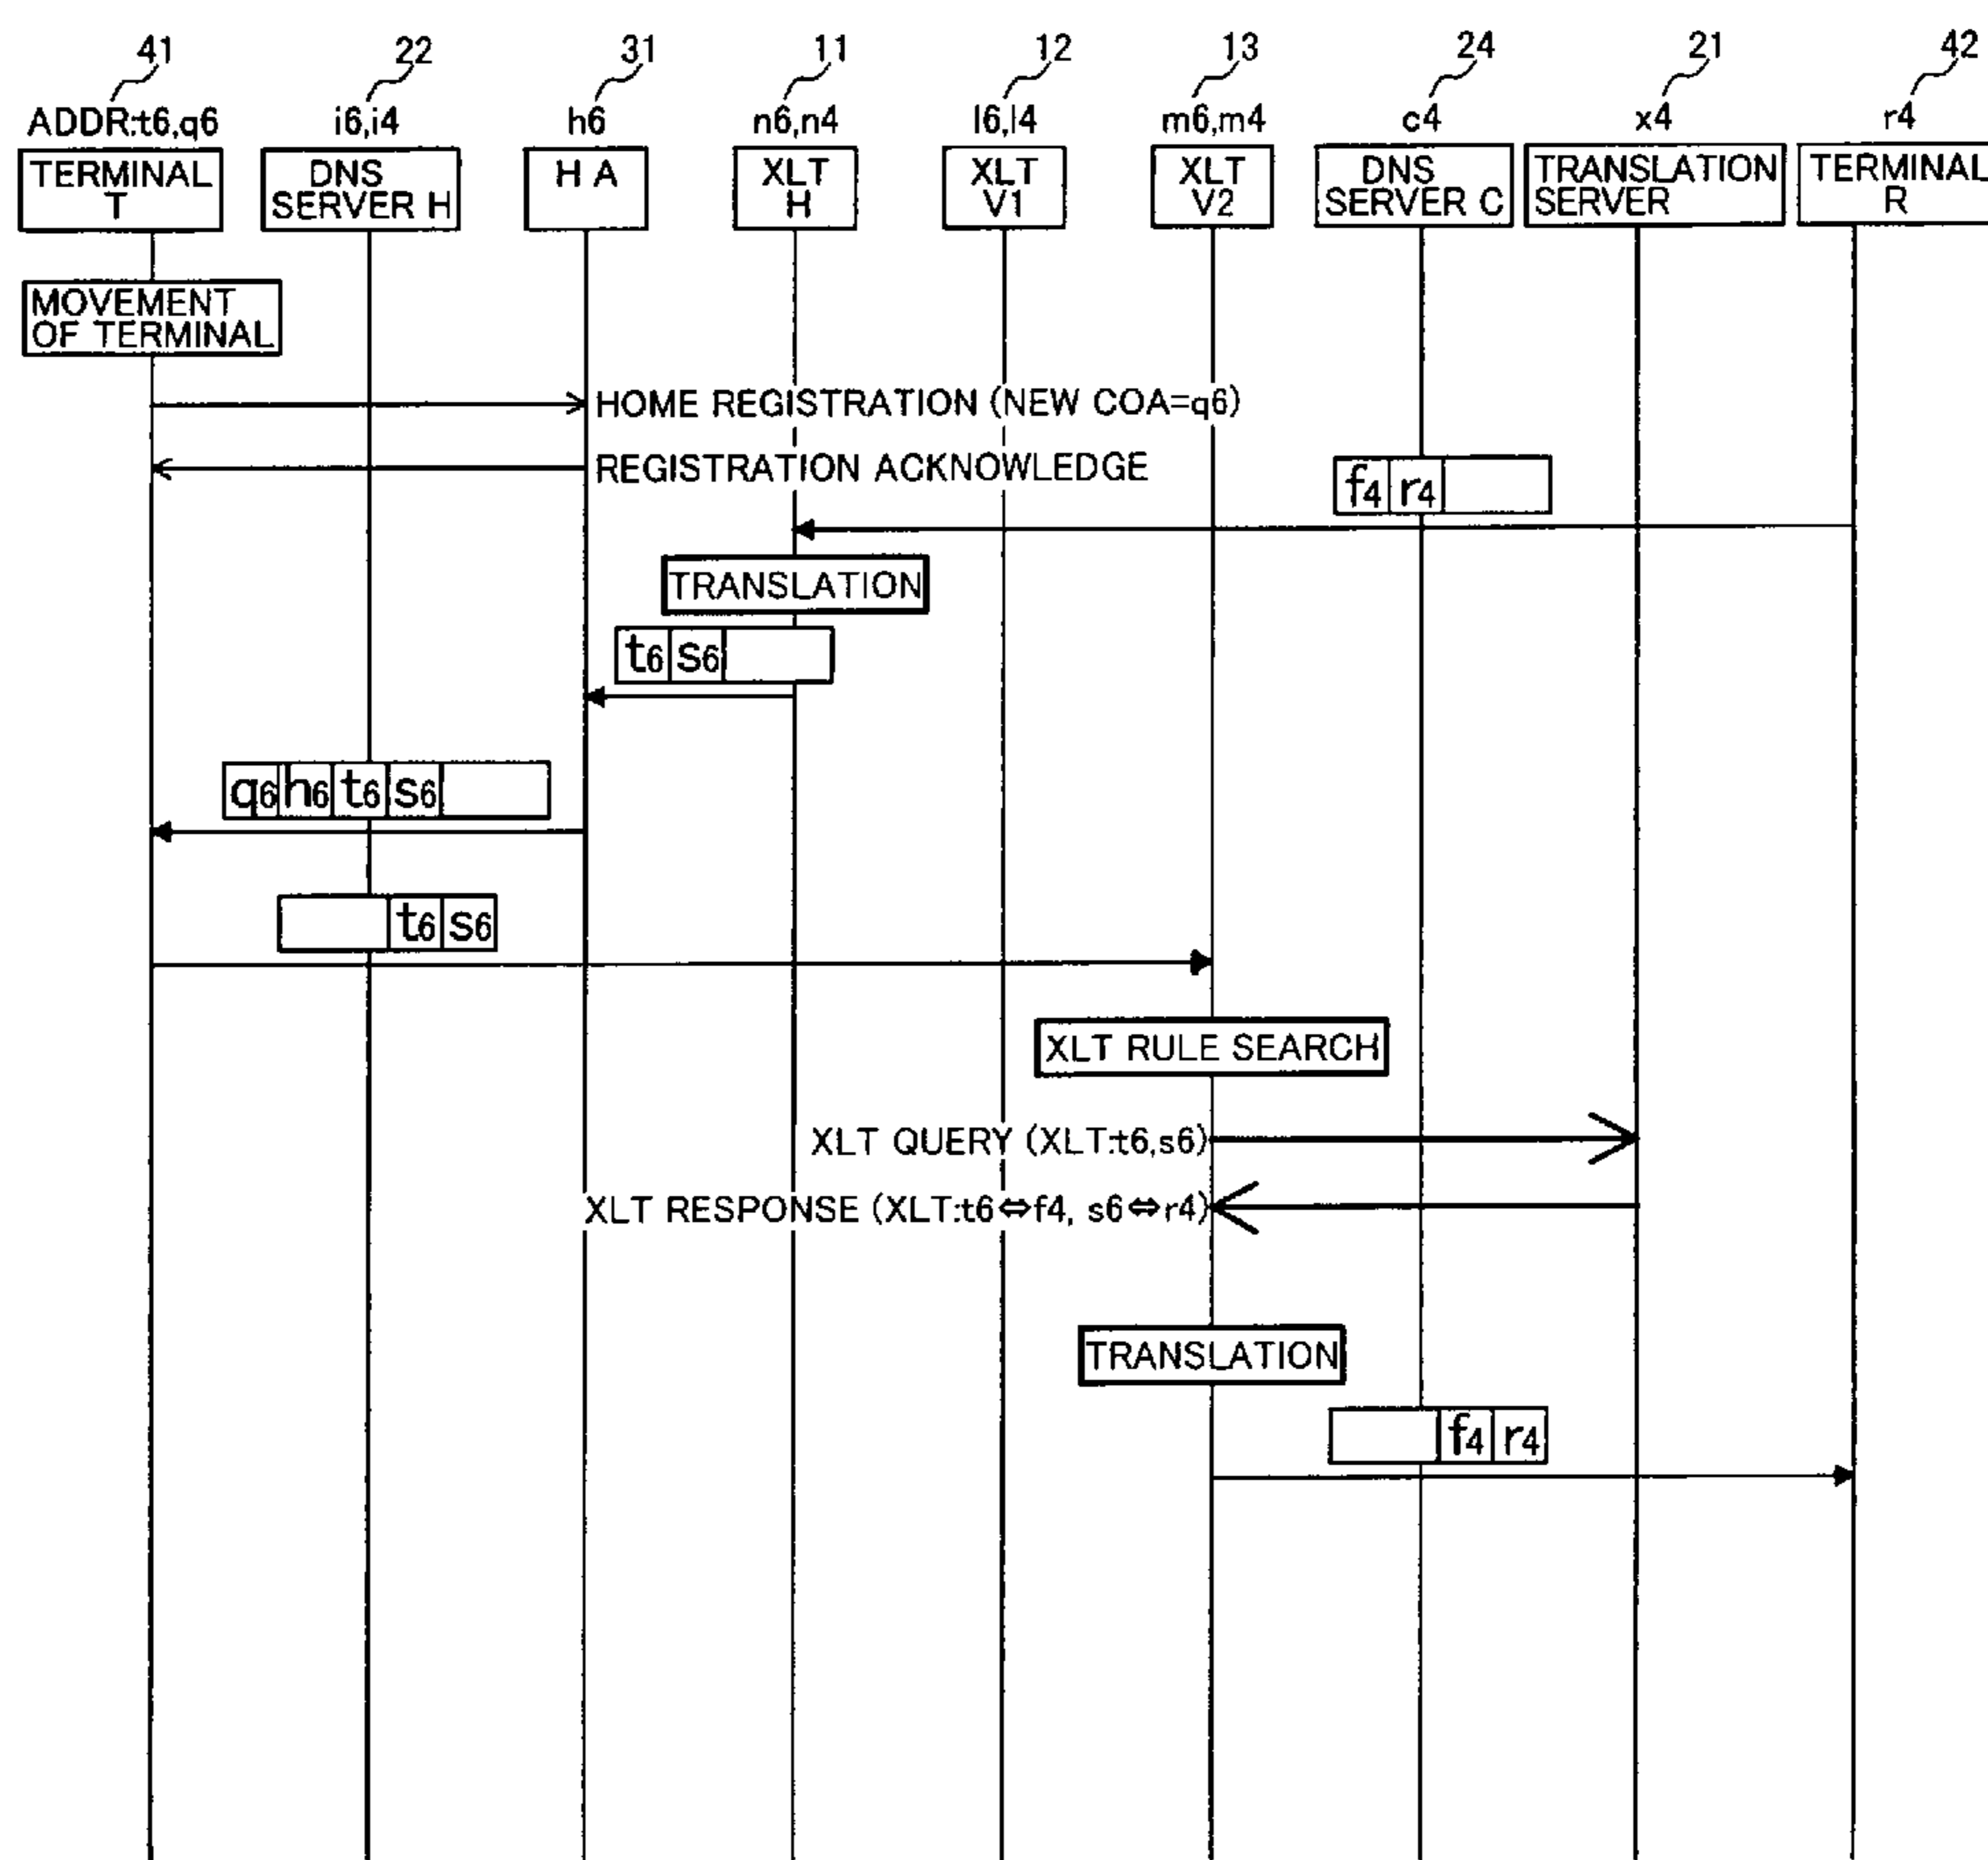 41 22 31 11 12 13 24 21 42
ADDR:t6,q6 i6,i4 h6 n6,n4 l6,l4 m6,m4 c4 x4 r4
TERMINAL T
DNS SERVER H
H A
XLT H
XLT V1
XLT V2
DNS SERVER C
TRANSLATION SERVER
TERMINAL R
MOVEMENT
OF TERMINAL
HOME REGISTRATION (NEW COA=q6)
REGISTRATION ACKNOWLEDGE
f4 r4
TRANSLATION
t6 s6
q6 h6 t6 s6
t6 s6
XLT RULE SEARCH
XLT QUERY (XLT:t6,s6)
XLT RESPONSE (XLT:t6⇔f4, s6⇔r4)
TRANSLATION
f4 r4